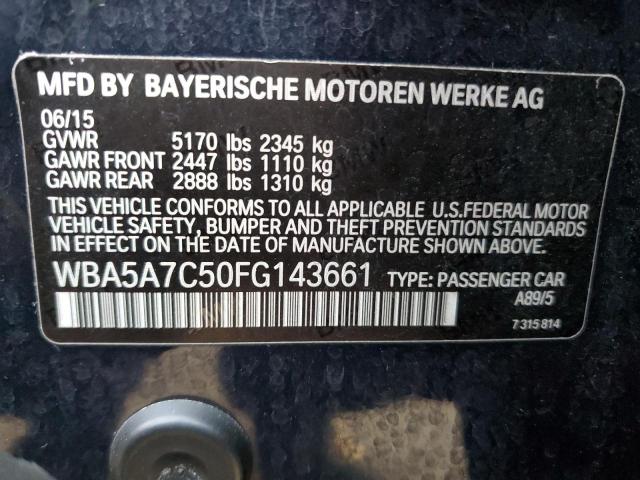 MFD BY BAYERISCHE MOTOREN WERKE AG
06/15
GVWR 5170 lbs 2345 kg
GAWR FRONT 2447 lbs 1110 kg
GAWR REAR 2888 lbs 1310 kg
THIS VEHICLE CONFORMS TO ALL APPLICABLE U.S.FEDERAL MOTOR
VEHICLE SAFETY, BUMPER AND THEFT PREVENTION STANDARDS
IN EFFECT ON THE DATE OF MANUFACTURE SHOWN ABOVE.
WBA5A7C50FG143661 TYPE: PASSENGER CAR
A89/5
7 315 814